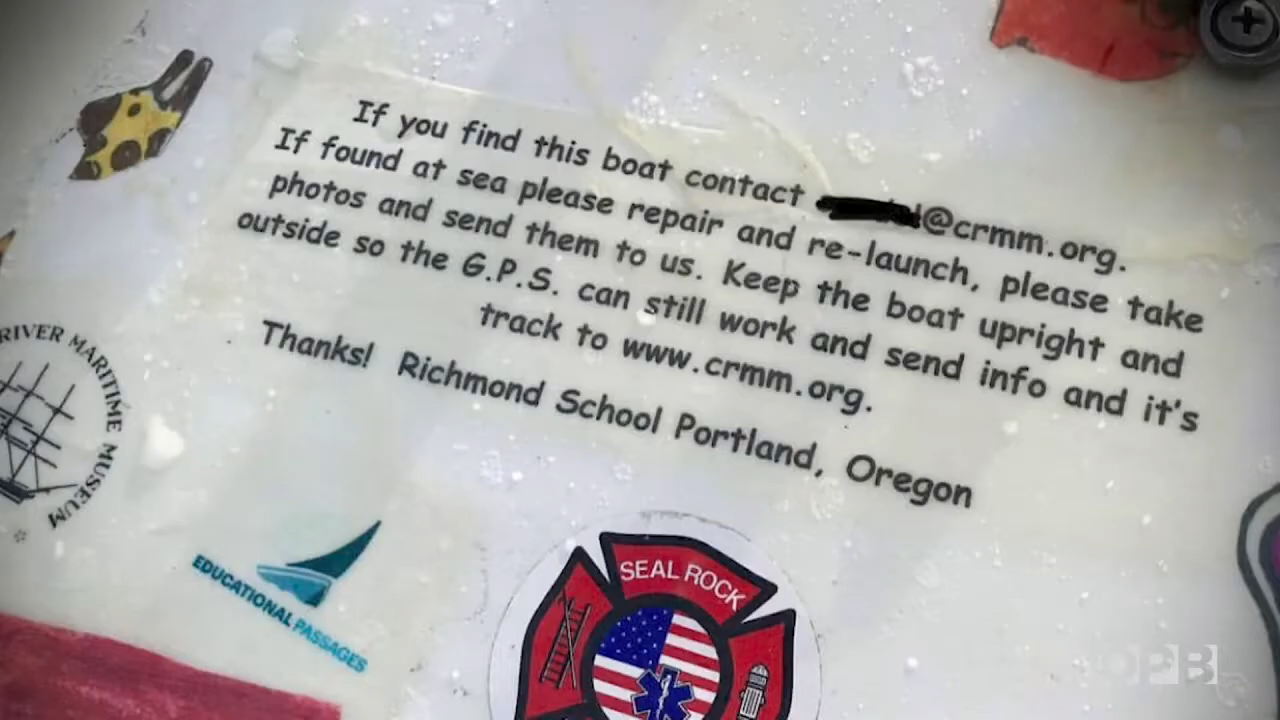 If you find this boat contact @crmm.org.
If found at sea please repair and re-launch, please take
photos and send them to us. Keep the boat upright and
outside so the G.P.S. can still work and send info and it's
track to www.crmm.org.
Thanks! Richmond School Portland, Oregon
RIVER MARITIME MUSEUM
EDUCATIONAL PASSAGES
SEAL ROCK
OPB